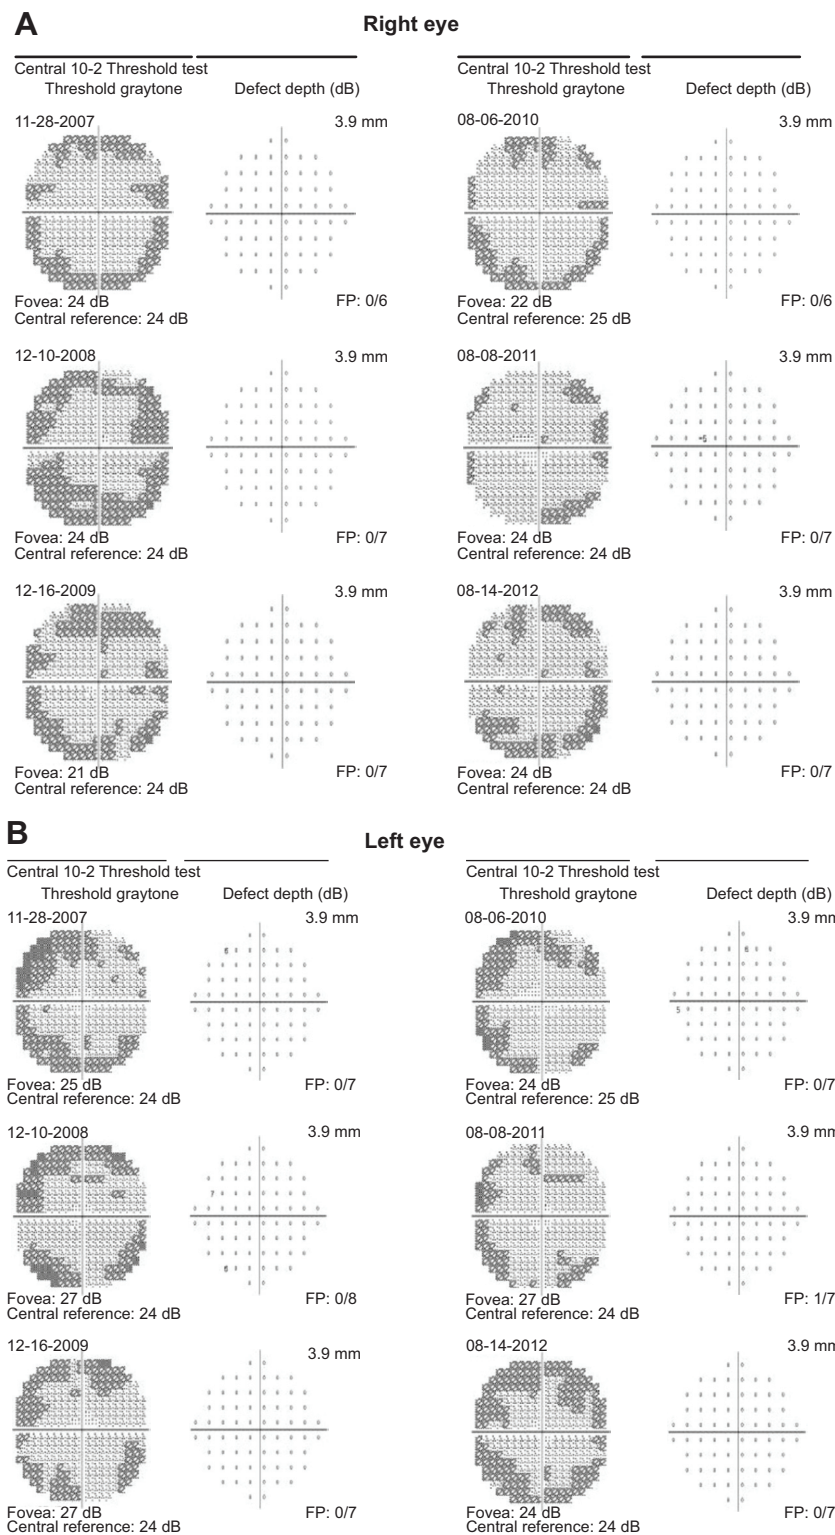 A
Right eye
Central 10-2 Threshold test
Threshold graytone Defect depth (dB)
11-28-2007 3.9 mm
Fovea: 24 dB
Central reference: 24 dB
FP: 0/6
12-10-2008 3.9 mm
Fovea: 24 dB
Central reference: 24 dB
FP: 0/7
12-16-2009 3.9 mm
Fovea: 21 dB
Central reference: 24 dB
FP: 0/7
Central 10-2 Threshold test
Threshold graytone Defect depth (dB)
08-06-2010 3.9 mm
Fovea: 22 dB
Central reference: 25 dB
FP: 0/6
08-08-2011 3.9 mm
Fovea: 24 dB
Central reference: 24 dB
FP: 0/7
08-14-2012 3.9 mm
Fovea: 24 dB
Central reference: 24 dB
FP: 0/7
B
Left eye
Central 10-2 Threshold test
Threshold graytone Defect depth (dB)
11-28-2007 3.9 mm
Fovea: 25 dB
Central reference: 24 dB
FP: 0/7
12-10-2008 3.9 mm
7
Fovea: 27 dB
Central reference: 24 dB
FP: 0/8
12-16-2009 3.9 mm
Fovea: 27 dB
Central reference: 24 dB
FP: 0/7
Central 10-2 Threshold test
Threshold graytone Defect depth (dB)
08-06-2010 3.9 mm
5
Fovea: 24 dB
Central reference: 25 dB
FP: 0/7
08-08-2011 3.9 m
Fovea: 27 dB
Central reference: 24 dB
FP: 1/7
08-14-2012 3.9 mm
Fovea: 24 dB
Central reference: 24 dB
FP: 0/7